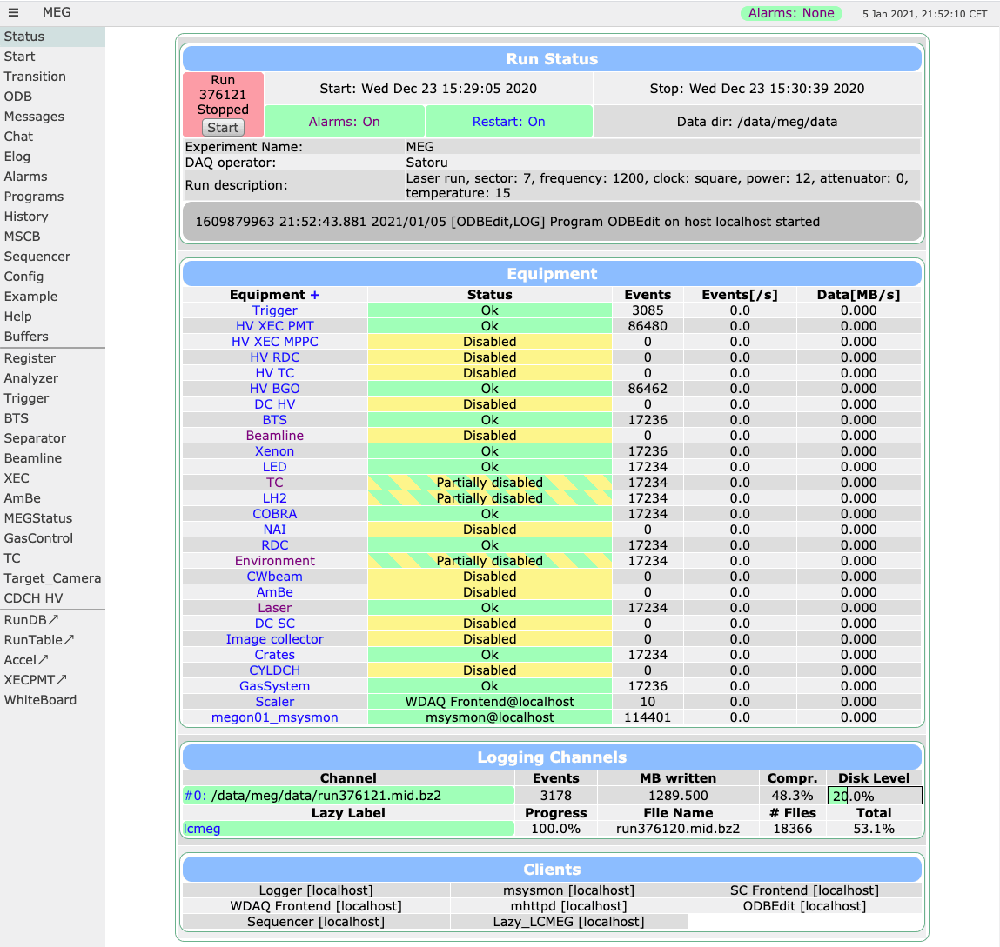 ☰ MEG Alarms: None 5 Jan 2021, 21:52:10 CET
Status
Start
Transition
ODB
Messages
Chat
Elog
Alarms
Programs
History
MSCB
Sequencer
Config
Example
Help
Buffers
Register
Analyzer
Trigger
BTS
Separator
Beamline
XEC
AmBe
MEGStatus
GasControl
TC
Target_Camera
CDCH HV
RunDB↗
RunTable↗
Accel↗
XECPMT↗
WhiteBoard
Run Status
Run
376121
Stopped
Start
Start: Wed Dec 23 15:29:05 2020 Stop: Wed Dec 23 15:30:39 2020
Alarms: On Restart: On Data dir: /data/meg/data
Experiment Name: MEG
DAQ operator: Satoru
Run description: Laser run, sector: 7, frequency: 1200, clock: square, power: 12, attenuator: 0,
temperature: 15
1609879963 21:52:43.881 2021/01/05 [ODBEdit,LOG] Program ODBEdit on host localhost started
Equipment
Equipment + Status Events Events[/s] Data[MB/s]
Trigger Ok 3085 0.0 0.000
HV XEC PMT Ok 86480 0.0 0.000
HV XEC MPPC Disabled 0 0.0 0.000
HV RDC Disabled 0 0.0 0.000
HV TC Disabled 0 0.0 0.000
HV BGO Ok 86462 0.0 0.000
DC HV Disabled 0 0.0 0.000
BTS Ok 17236 0.0 0.000
Beamline Disabled 0 0.0 0.000
Xenon Ok 17236 0.0 0.000
LED Ok 17234 0.0 0.000
TC Partially disabled 17234 0.0 0.000
LH2 Partially disabled 17234 0.0 0.000
COBRA Ok 17234 0.0 0.000
NAI Disabled 0 0.0 0.000
RDC Ok 17234 0.0 0.000
Environment Partially disabled 17234 0.0 0.000
CWbeam Disabled 0 0.0 0.000
AmBe Disabled 0 0.0 0.000
Laser Ok 17234 0.0 0.000
DC SC Disabled 0 0.0 0.000
Image collector Disabled 0 0.0 0.000
Crates Ok 17234 0.0 0.000
CYLDCH Disabled 0 0.0 0.000
GasSystem Ok 17236 0.0 0.000
Scaler WDAQ Frontend@localhost 10 0.0 0.000
megon01_msysmon msysmon@localhost 114401 0.0 0.000
Logging Channels
Channel Events MB written Compr. Disk Level
#0: /data/meg/data/run376121.mid.bz2 3178 1289.500 48.3% 20.0%
Lazy Label Progress File Name # Files Total
lcmeg 100.0% run376120.mid.bz2 18366 53.1%
Clients
Logger [localhost] msysmon [localhost] SC Frontend [localhost]
WDAQ Frontend [localhost] mhttpd [localhost] ODBEdit [localhost]
Sequencer [localhost] Lazy_LCMEG [localhost]